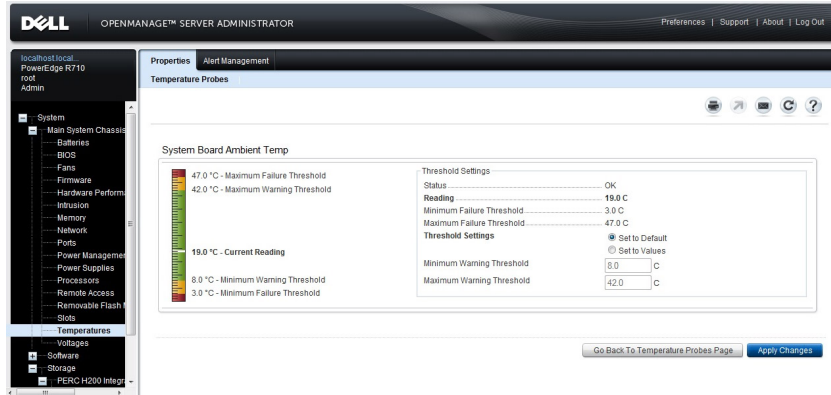 DELL OPENMANAGE™ SERVER ADMINISTRATOR
Preferences | Support | About | Log Out
localhost.local...
PowerEdge R710
root
Admin
System
Main System Chassis
Batteries
BIOS
Fans
Firmware
Hardware Performa
Intrusion
Memory
Network
Ports
Power Managemen
Power Supplies
Processors
Remote Access
Removable Flash M
Slots
Temperatures
Voltages
Software
Storage
PERC H200 Integra
Properties Alert Management
Temperature Probes
System Board Ambient Temp
47.0 °C - Maximum Failure Threshold
42.0 °C - Maximum Warning Threshold
19.0 °C - Current Reading
8.0 °C - Minimum Warning Threshold
3.0 °C - Minimum Failure Threshold
Threshold Settings
Status OK
Reading 19.0 C
Minimum Failure Threshold 3.0 C
Maximum Failure Threshold 47.0 C
Threshold Settings Set to Default
Set to Values
Minimum Warning Threshold 8.0 C
Maximum Warning Threshold 42.0 C
Go Back To Temperature Probes Page Apply Changes